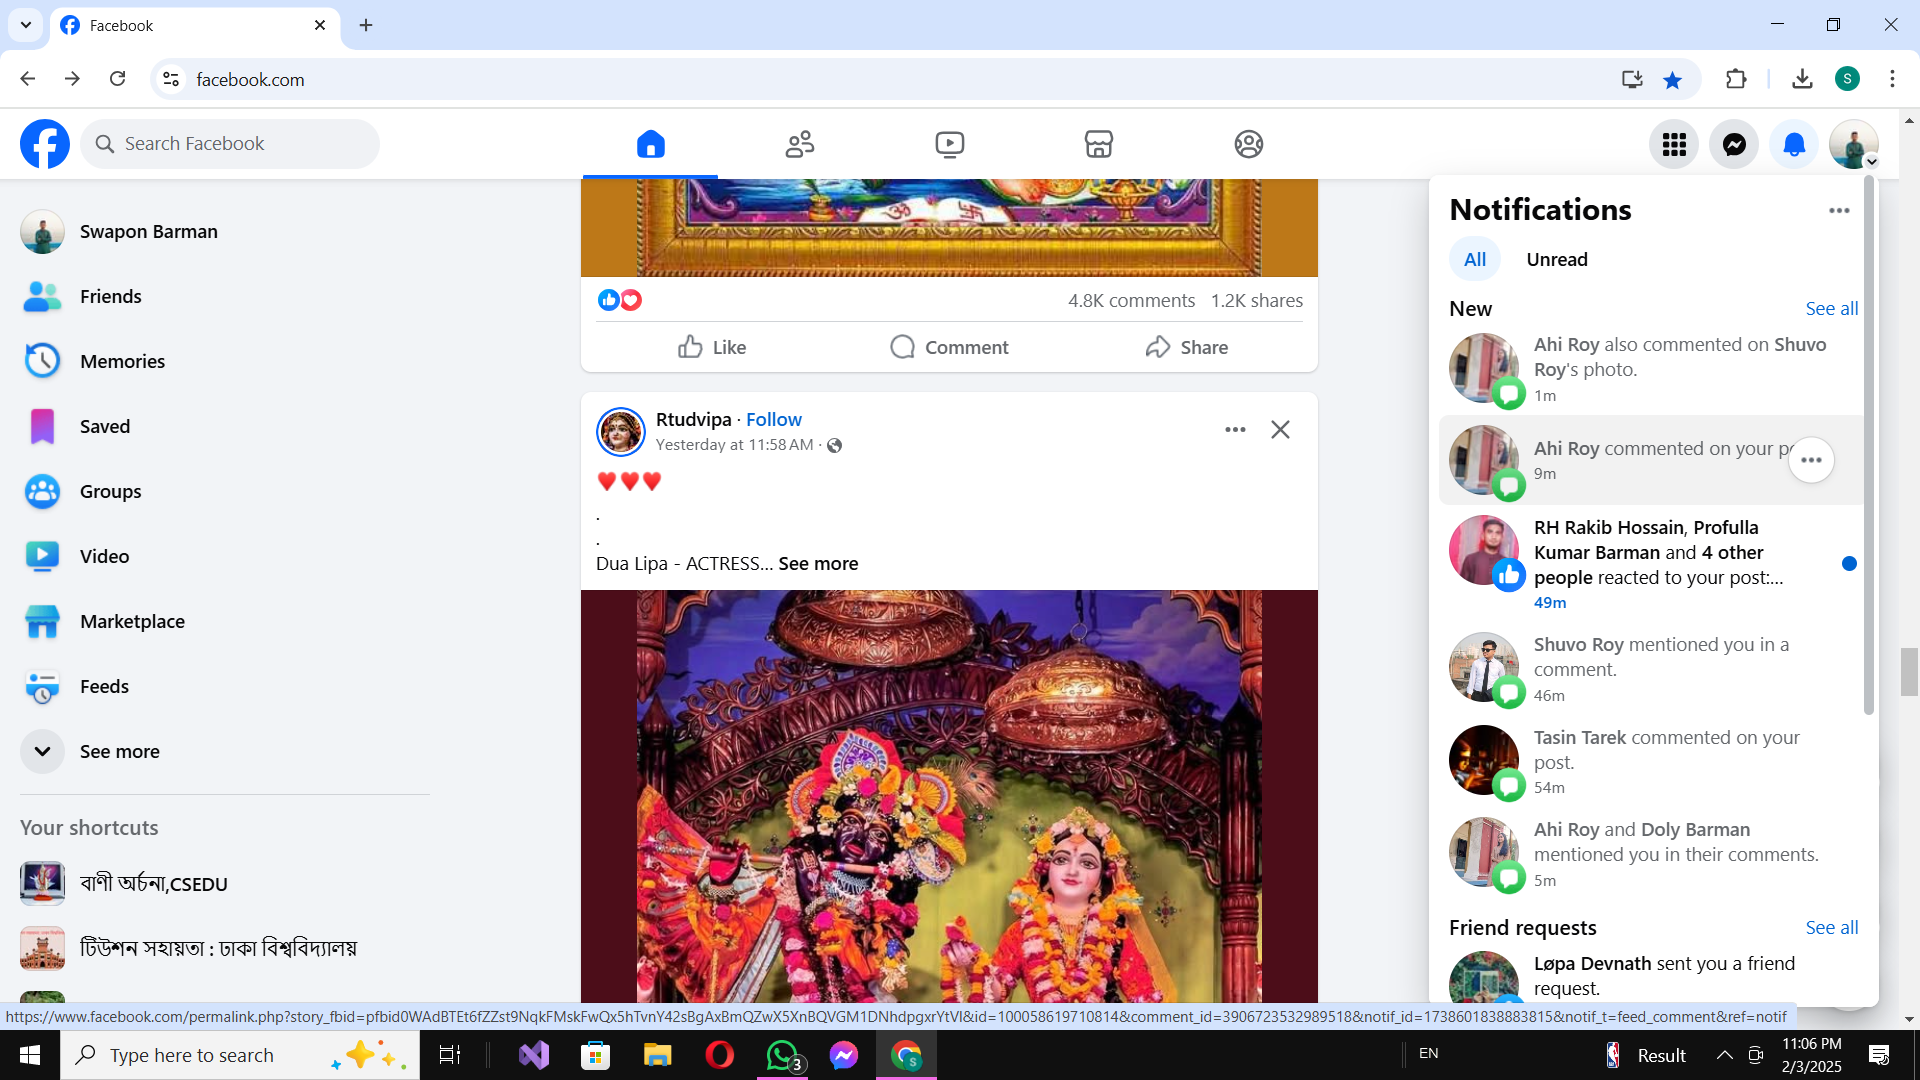 Facebook
facebook.com
S
Search Facebook
Swapon Barman
Friends
Memories
Saved
Groups
Video
Marketplace
Feeds
See more
Your shortcuts
বাণী অর্চনা,CSEDU
টিউশন সহায়তা : ঢাকা বিশ্ববিদ্যালয়
4.8K comments 1.2K shares
Like Comment Share
Rtudvipa · Follow
Yesterday at 11:58 AM ·
.
.
Dua Lipa - ACTRESS... See more
Notifications
All Unread
New See all
Ahi Roy also commented on Shuvo
Roy's photo.
1m
Ahi Roy commented on your
9m
RH Rakib Hossain, Profulla
Kumar Barman and 4 other
people reacted to your post:...
49m
Shuvo Roy mentioned you in a
comment.
46m
Tasin Tarek commented on your
post.
54m
Ahi Roy and Doly Barman
mentioned you in their comments.
5m
Friend requests See all
Løpa Devnath sent you a friend
request.
https://www.facebook.com/permalink.php?story_fbid=pfbid0WAdBTEt6fZZst9NqkFMskFwQx5hTvnY42sBgAxBmQZwX5XnBQVGM1DNhdpgxrYtVl&id=100058619710814&comment_id=3906723532989518&notif_id=1738601838883815&notif_t=feed_comment&ref=notif
Type here to search
3
S
EN
Result
11:06 PM
2/3/2025